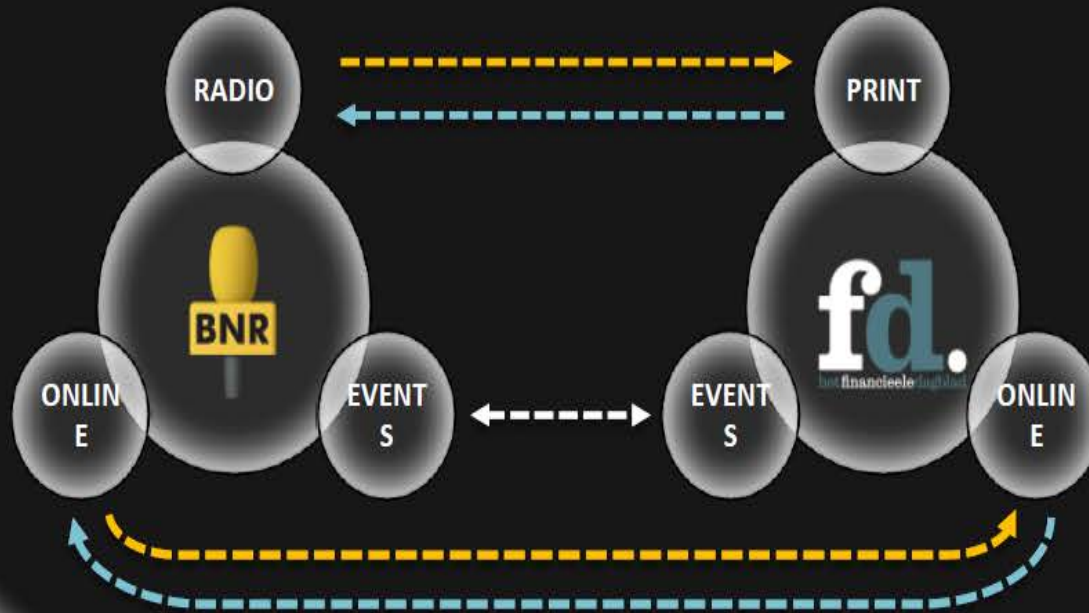 RADIO
PRINT
BNR
fd.
het financieele dagblad
ONLIN
E
EVENT
S
EVENT
S
ONLIN
E